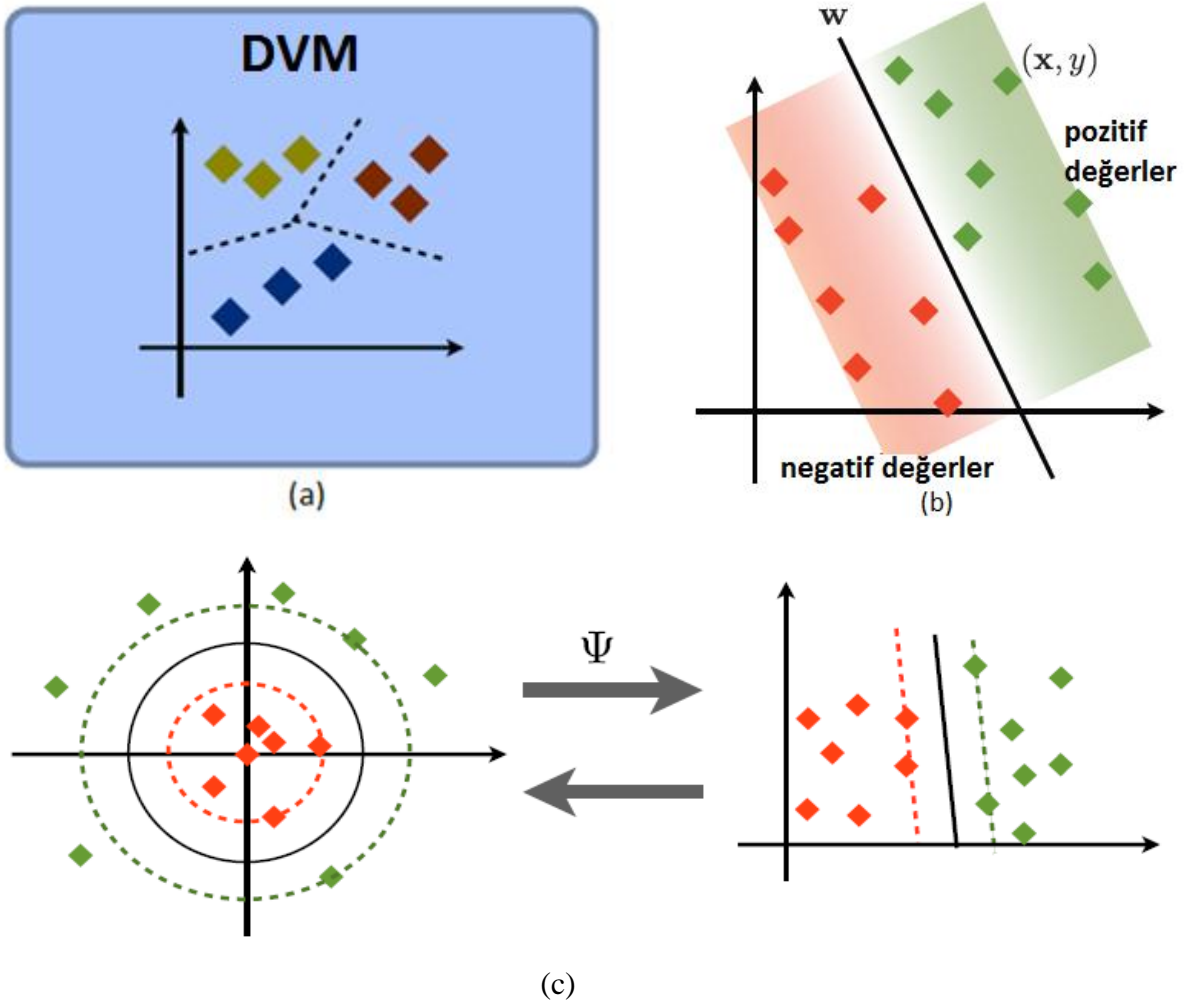 DVM
(a)
w
(x, y)
pozitif
değerler
negatif değerler
(b)
Ψ
(c)